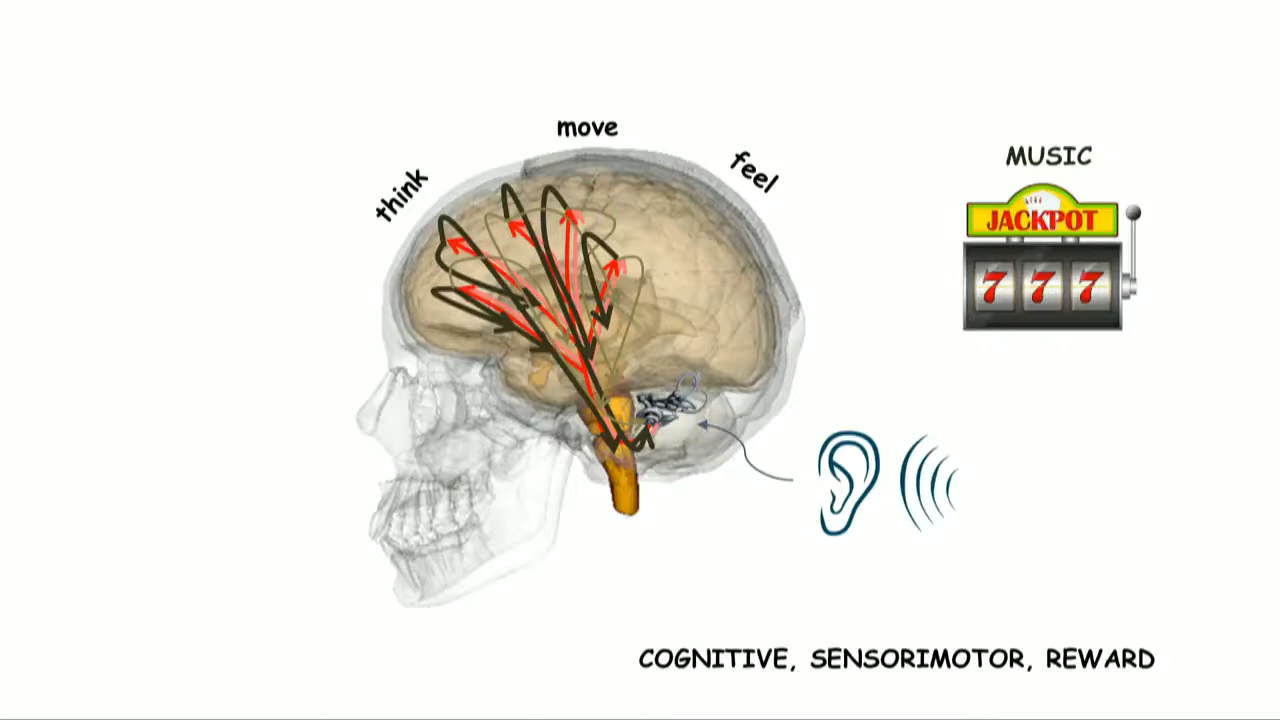 move
think
feel
MUSIC
JACKPOT
7 7 7
COGNITIVE, SENSORIMOTOR, REWARD